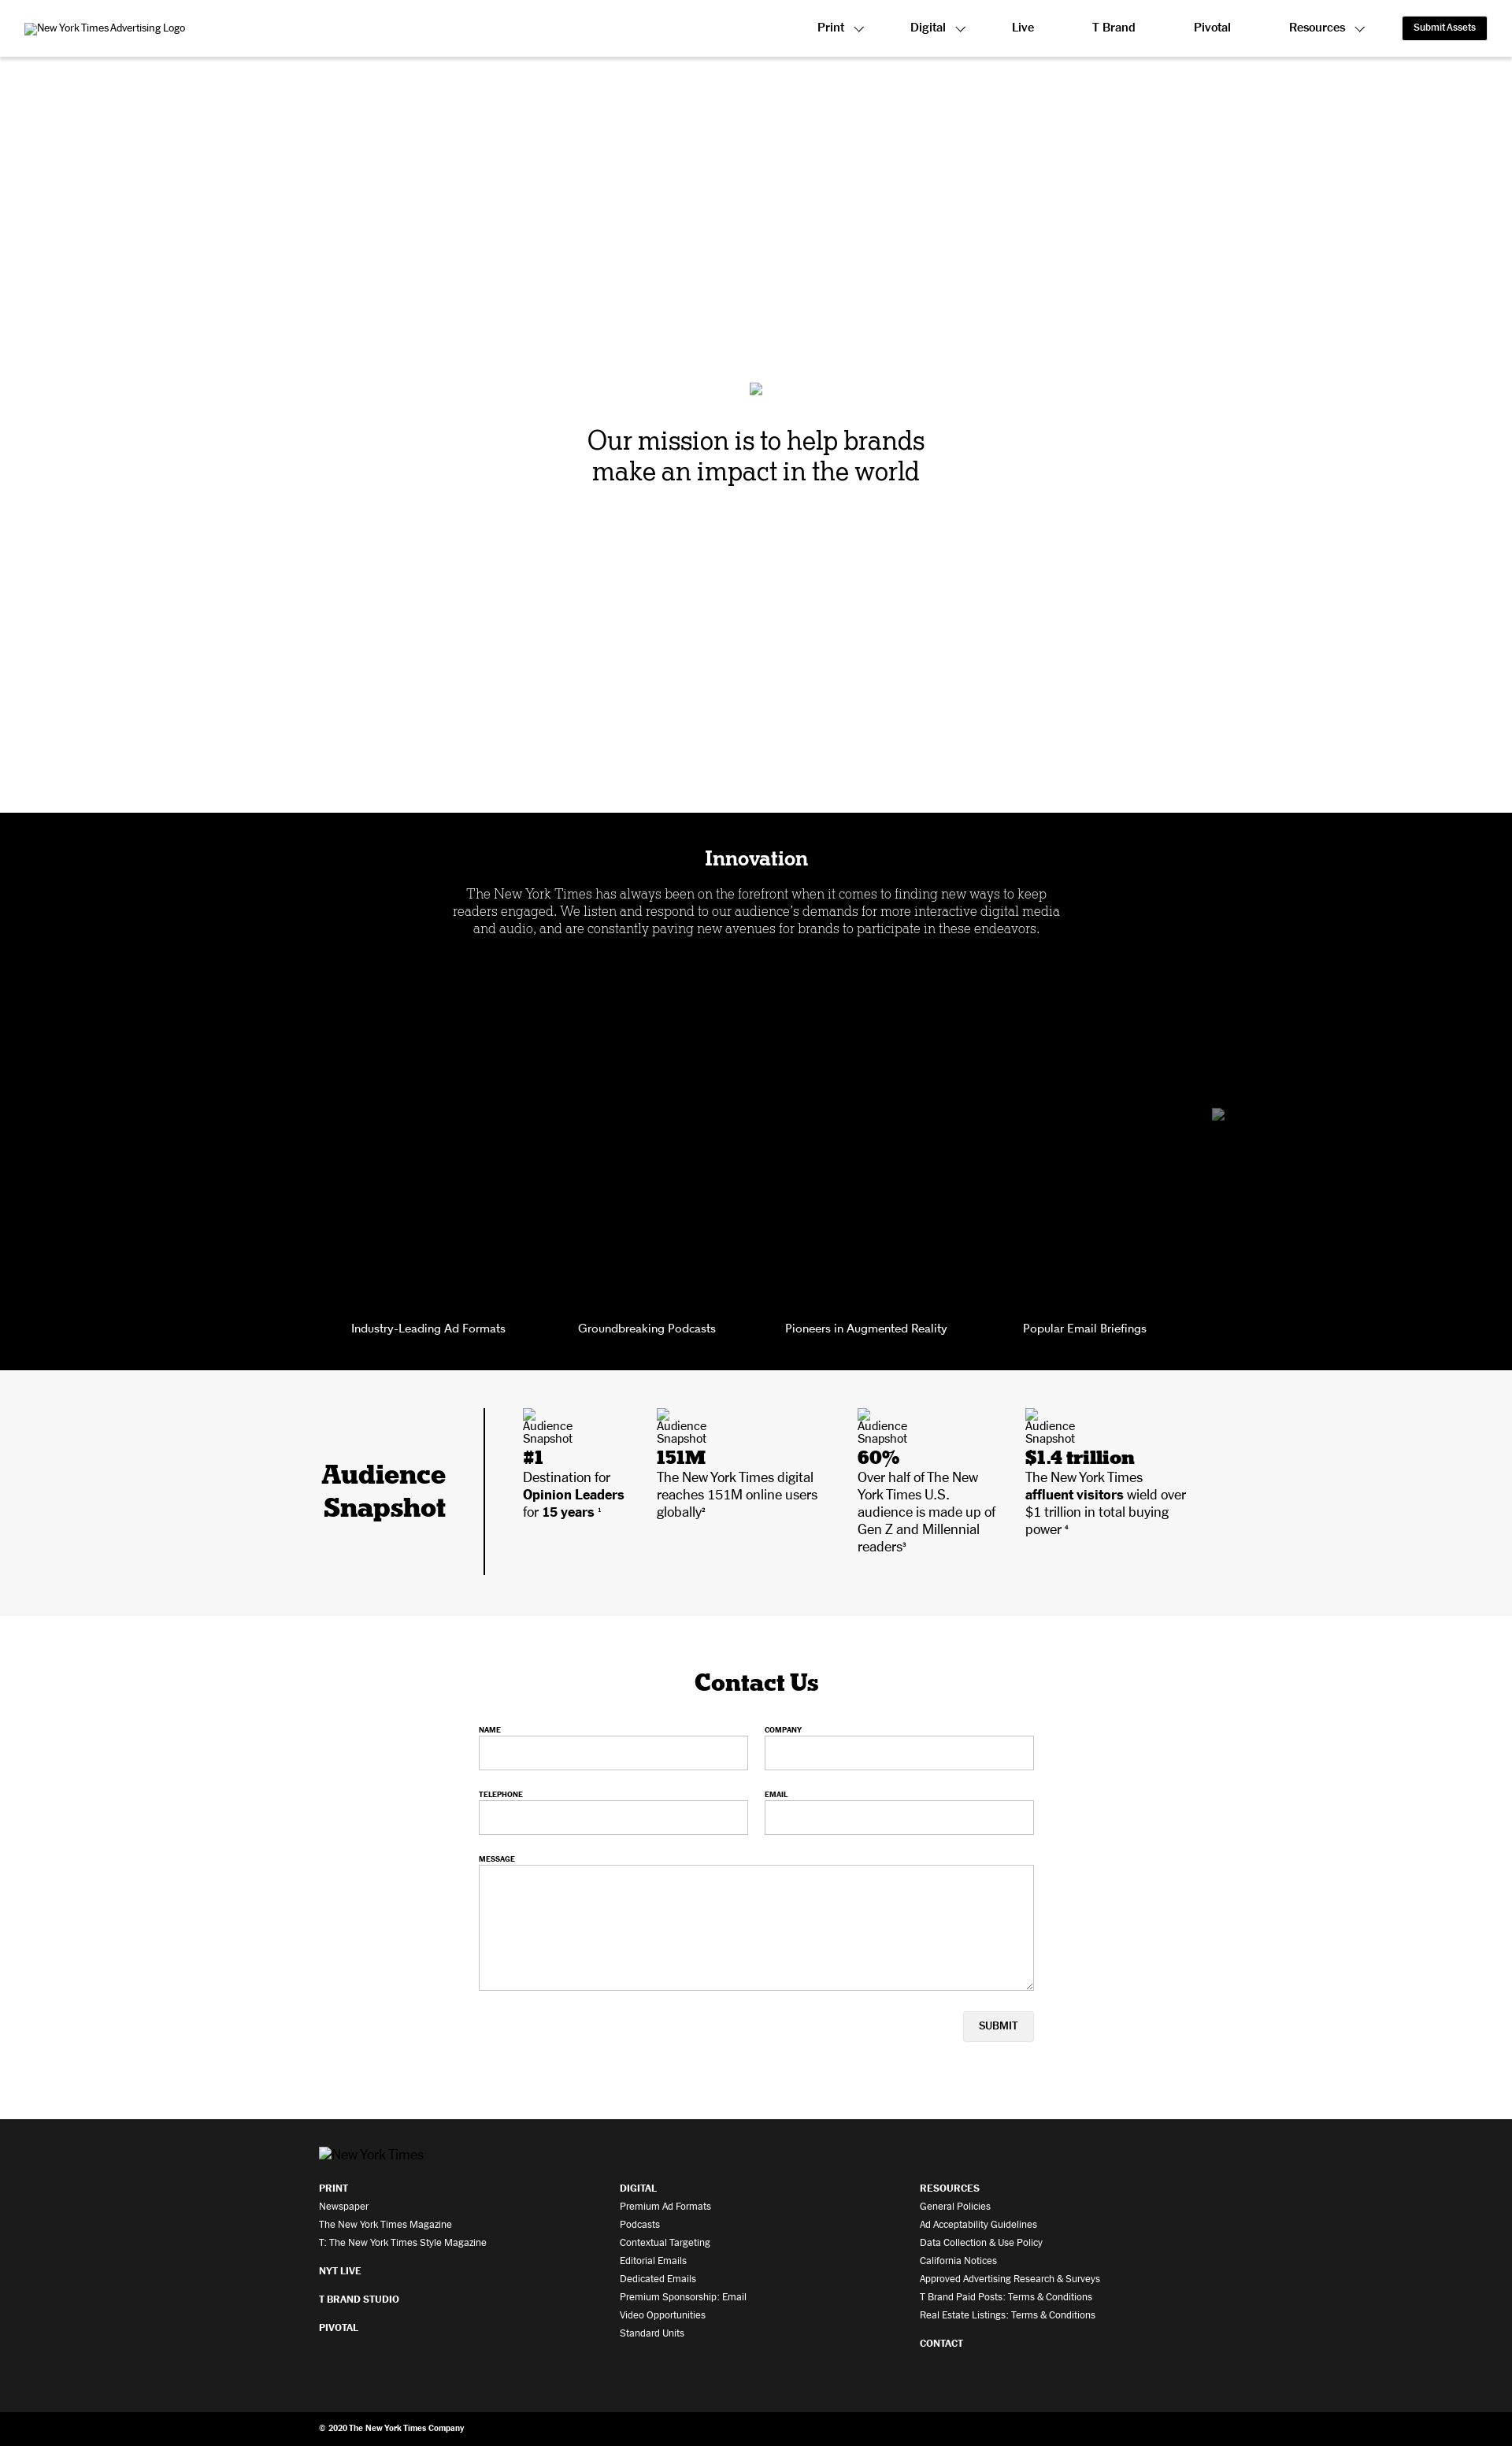 New York Times Advertising Logo
Print
Digital
Live
T Brand
Pivotal
Resources
Submit Assets
Our mission is to help brands
make an impact in the world
Innovation
The New York Times has always been on the forefront when it comes to finding new ways to keep
readers engaged. We listen and respond to our audience's demands for more interactive digital media
and audio, and are constantly paving new avenues for brands to participate in these endeavors.
Industry-Leading Ad Formats
Groundbreaking Podcasts
Pioneers in Augmented Reality
Popular Email Briefings
Audience
Snapshot
Audience
Snapshot
#1
Destination for
Opinion Leaders
for 15 years ¹
Audience
Snapshot
151M
The New York Times digital
reaches 151M online users
globally²
Audience
Snapshot
60%
Over half of The New
York Times U.S.
audience is made up of
Gen Z and Millennial
readers³
Audience
Snapshot
$1.4 trillion
The New York Times
affluent visitors wield over
$1 trillion in total buying
power ⁴
Contact Us
NAME
COMPANY
TELEPHONE
EMAIL
MESSAGE
SUBMIT
New York Times
PRINT
Newspaper
The New York Times Magazine
T: The New York Times Style Magazine
NYT LIVE
T BRAND STUDIO
PIVOTAL
DIGITAL
Premium Ad Formats
Podcasts
Contextual Targeting
Editorial Emails
Dedicated Emails
Premium Sponsorship: Email
Video Opportunities
Standard Units
RESOURCES
General Policies
Ad Acceptability Guidelines
Data Collection & Use Policy
California Notices
Approved Advertising Research & Surveys
T Brand Paid Posts: Terms & Conditions
Real Estate Listings: Terms & Conditions
CONTACT
© 2020 The New York Times Company